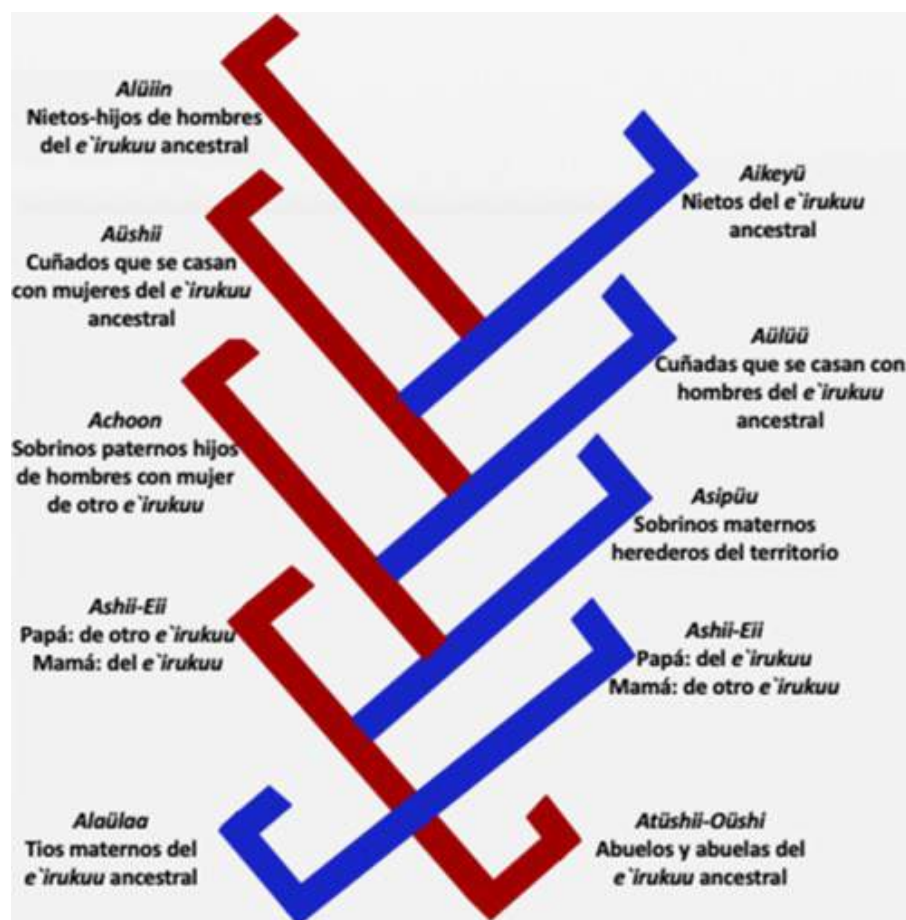 Alüiin
Nietos-hijos de hombres
del e`irukuu ancestral
Aikeyü
Nietos del e`irukuu
ancestral
Aüshii
Cuñados que se casan
con mujeres del e`irukuu
ancestral
Aülüü
Cuñadas que se casan con
hombres del e`irukuu
ancestral
Achoon
Sobrinos paternos hijos
de hombres con mujer
de otro e`irukuu
Asipüu
Sobrinos maternos
herederos del territorio
Ashii-Eii
Papá: de otro e`irukuu
Mamá: del e`irukuu
Ashii-Eii
Papá: del e`irukuu
Mamá: de otro e`irukuu
Alaülaa
Tios maternos del
e`irukuu ancestral
Atüshii-Oüshi
Abuelos y abuelas del
e`irukuu ancestral